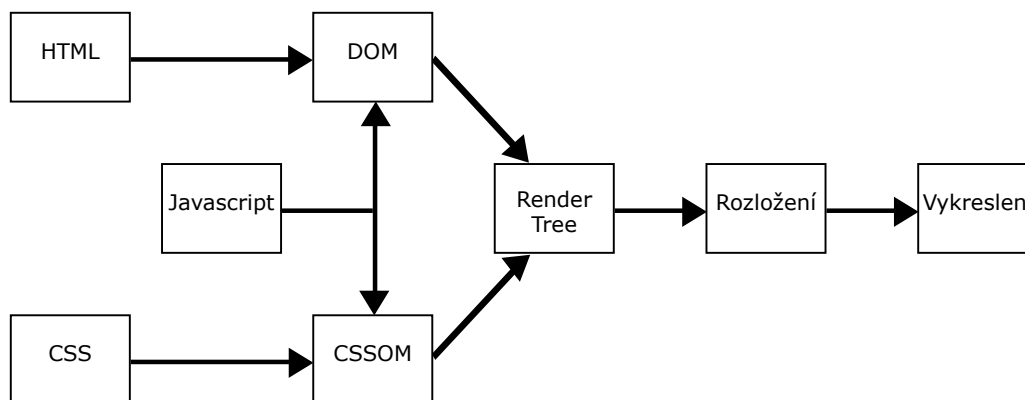 HTML
DOM
Javascript
Render
Tree
Rozložení
Vykreslen
CSS
CSSOM